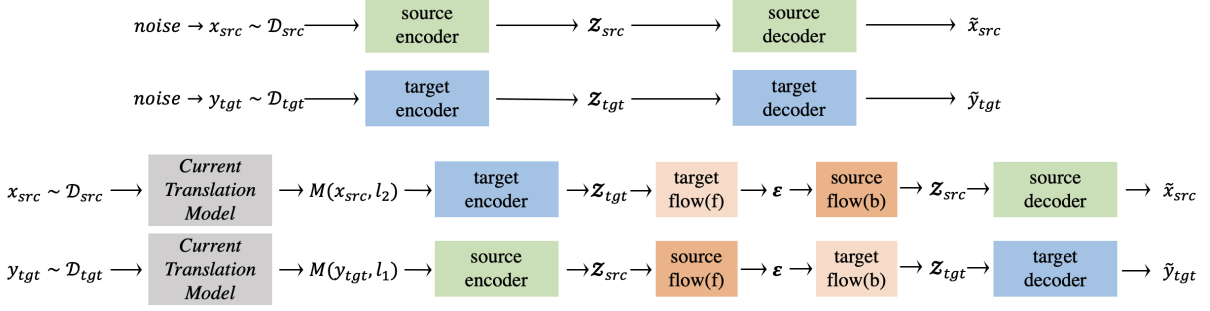 noise → x_src ~ D_src → source encoder → Z_src → source decoder → x̃_src
noise → y_tgt ~ D_tgt → target encoder → Z_tgt → target decoder → ỹ_tgt
x_src ~ D_src → Current Translation Model → M(x_src, l_2) → target encoder → Z_tgt → target flow(f) → ε → source flow(b) → Z_src → source decoder → x̃_src
y_tgt ~ D_tgt → Current Translation Model → M(y_tgt, l_1) → source encoder → Z_src → source flow(f) → ε → target flow(b) → Z_tgt → target decoder → ỹ_tgt